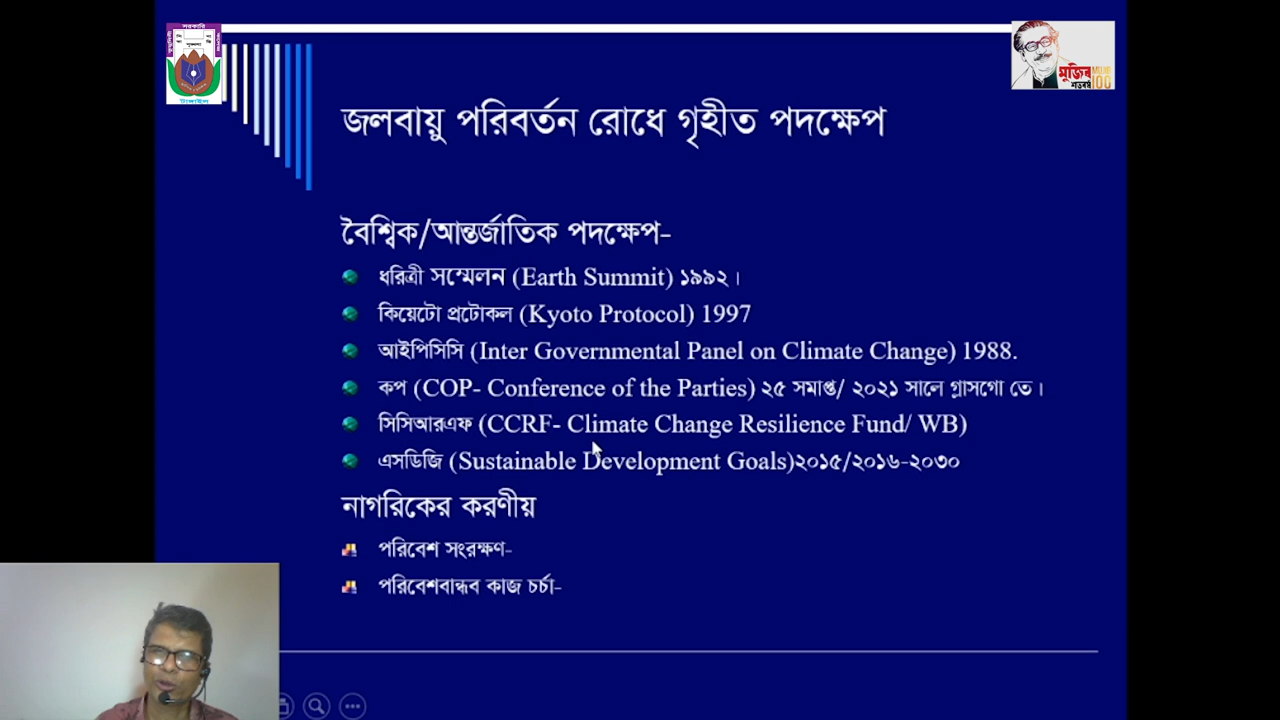 মুজিব
শতবর্ষ
100
টাঙ্গাইল
জলবায়ু পরিবর্তন রোধে গৃহীত পদক্ষেপ
বৈশ্বিক/আন্তর্জাতিক পদক্ষেপ-
ধরিত্রী সম্মেলন (Earth Summit) ১৯৯২।
কিয়েটো প্রটোকল (Kyoto Protocol) 1997
আইপিসিসি (Inter Governmental Panel on Climate Change) 1988.
কপ (COP- Conference of the Parties) ২৫ সমাপ্ত/ ২০২১ সালে গ্লাসগো তে।
সিসিআরএফ (CCRF- Climate Change Resilience Fund/ WB)
এসডিজি (Sustainable Development Goals)২০১৫/২০১৬-২০৩০
নাগরিকের করণীয়
পরিবেশ সংরক্ষণ-
পরিবেশবান্ধব কাজ চর্চা-